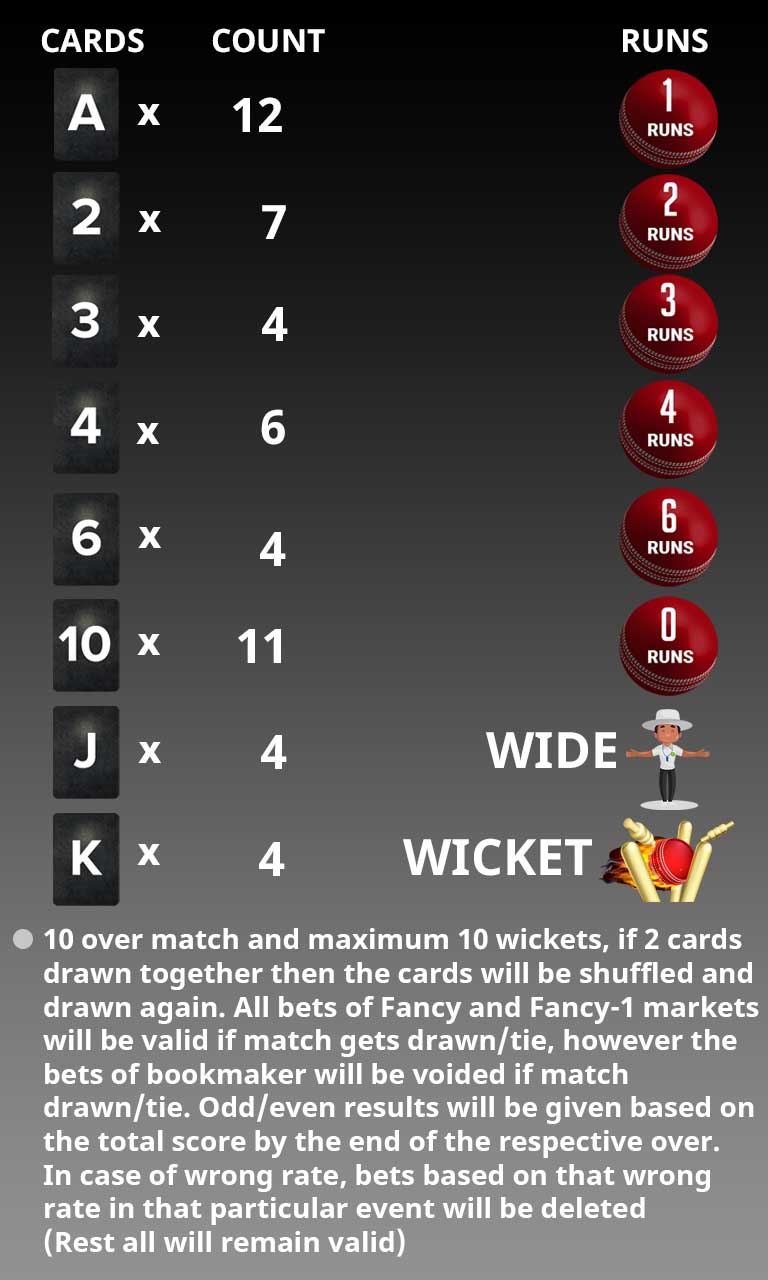 CARDS COUNT RUNS
A x 12 1 RUNS
2 x 7 2 RUNS
3 x 4 3 RUNS
4 x 6 4 RUNS
6 x 4 6 RUNS
10 x 11 0 RUNS
J x 4 WIDE
K x 4 WICKET
10 over match and maximum 10 wickets, if 2 cards
drawn together then the cards will be shuffled and
drawn again. All bets of Fancy and Fancy-1 markets
will be valid if match gets drawn/tie, however the
bets of bookmaker will be voided if match
drawn/tie. Odd/even results will be given based on
the total score by the end of the respective over.
In case of wrong rate, bets based on that wrong
rate in that particular event will be deleted
(Rest all will remain valid)